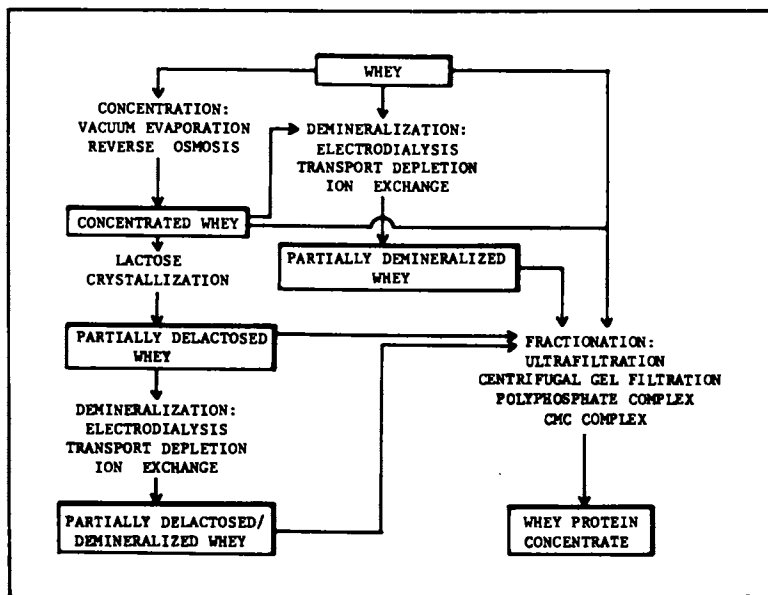 WHEY
CONCENTRATION:
VACUUM EVAPORATION
REVERSE OSMOSIS
DEMINERALIZATION:
ELECTRODIALYSIS
TRANSPORT DEPLETION
ION EXCHANGE
CONCENTRATED WHEY
LACTOSE
CRYSTALLIZATION
PARTIALLY DEMINERALIZED
WHEY
PARTIALLY DELACTOSED
WHEY
FRACTIONATION:
ULTRAFILTRATION
CENTRIFUGAL GEL FILTRATION
POLYPHOSPHATE COMPLEX
CMC COMPLEX
DEMINERALIZATION:
ELECTRODIALYSIS
TRANSPORT DEPLETION
ION EXCHANGE
PARTIALLY DELACTOSED/
DEMINERALIZED WHEY
WHEY PROTEIN
CONCENTRATE